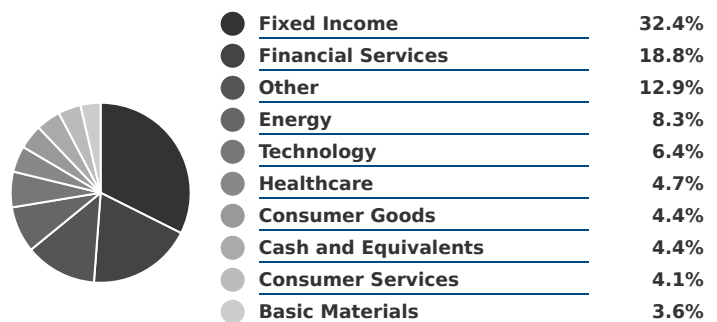 Fixed Income 32.4%
Financial Services 18.8%
Other 12.9%
Energy 8.3%
Technology 6.4%
Healthcare 4.7%
Consumer Goods 4.4%
Cash and Equivalents 4.4%
Consumer Services 4.1%
Basic Materials 3.6%